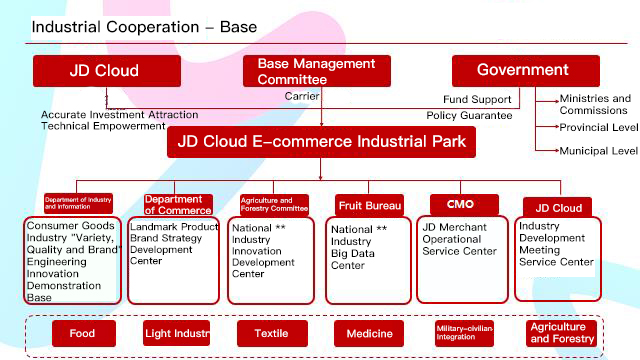 Industrial Cooperation – Base
JD Cloud
Base Management
Committee
Government
Carrier
Fund Support
Ministries and
Commissions
Accurate Investment Attraction
Policy Guarantee
Technical Empowerment
Provincial Level
JD Cloud E-commerce Industrial Park
Municipal Level
Department of Industry
and Information
Department
of Commerce
Agriculture and
Forestry Committee
Fruit Bureau
CMO
JD Cloud
Consumer Goods
Industry "Variety,
Quality and Brand"
Engineering
Innovation
Demonstration
Base
Landmark Product
Brand Strategy
Development
Center
National **
Industry
Innovation
Development
Center
National **
Industry
Big Data
Center
JD Merchant
Operational
Service Center
Industry
Development
Meeting
Service Center
Food
Light Industr
Textile
Medicine
Military-civilian
Integration
Agriculture
and Forestry